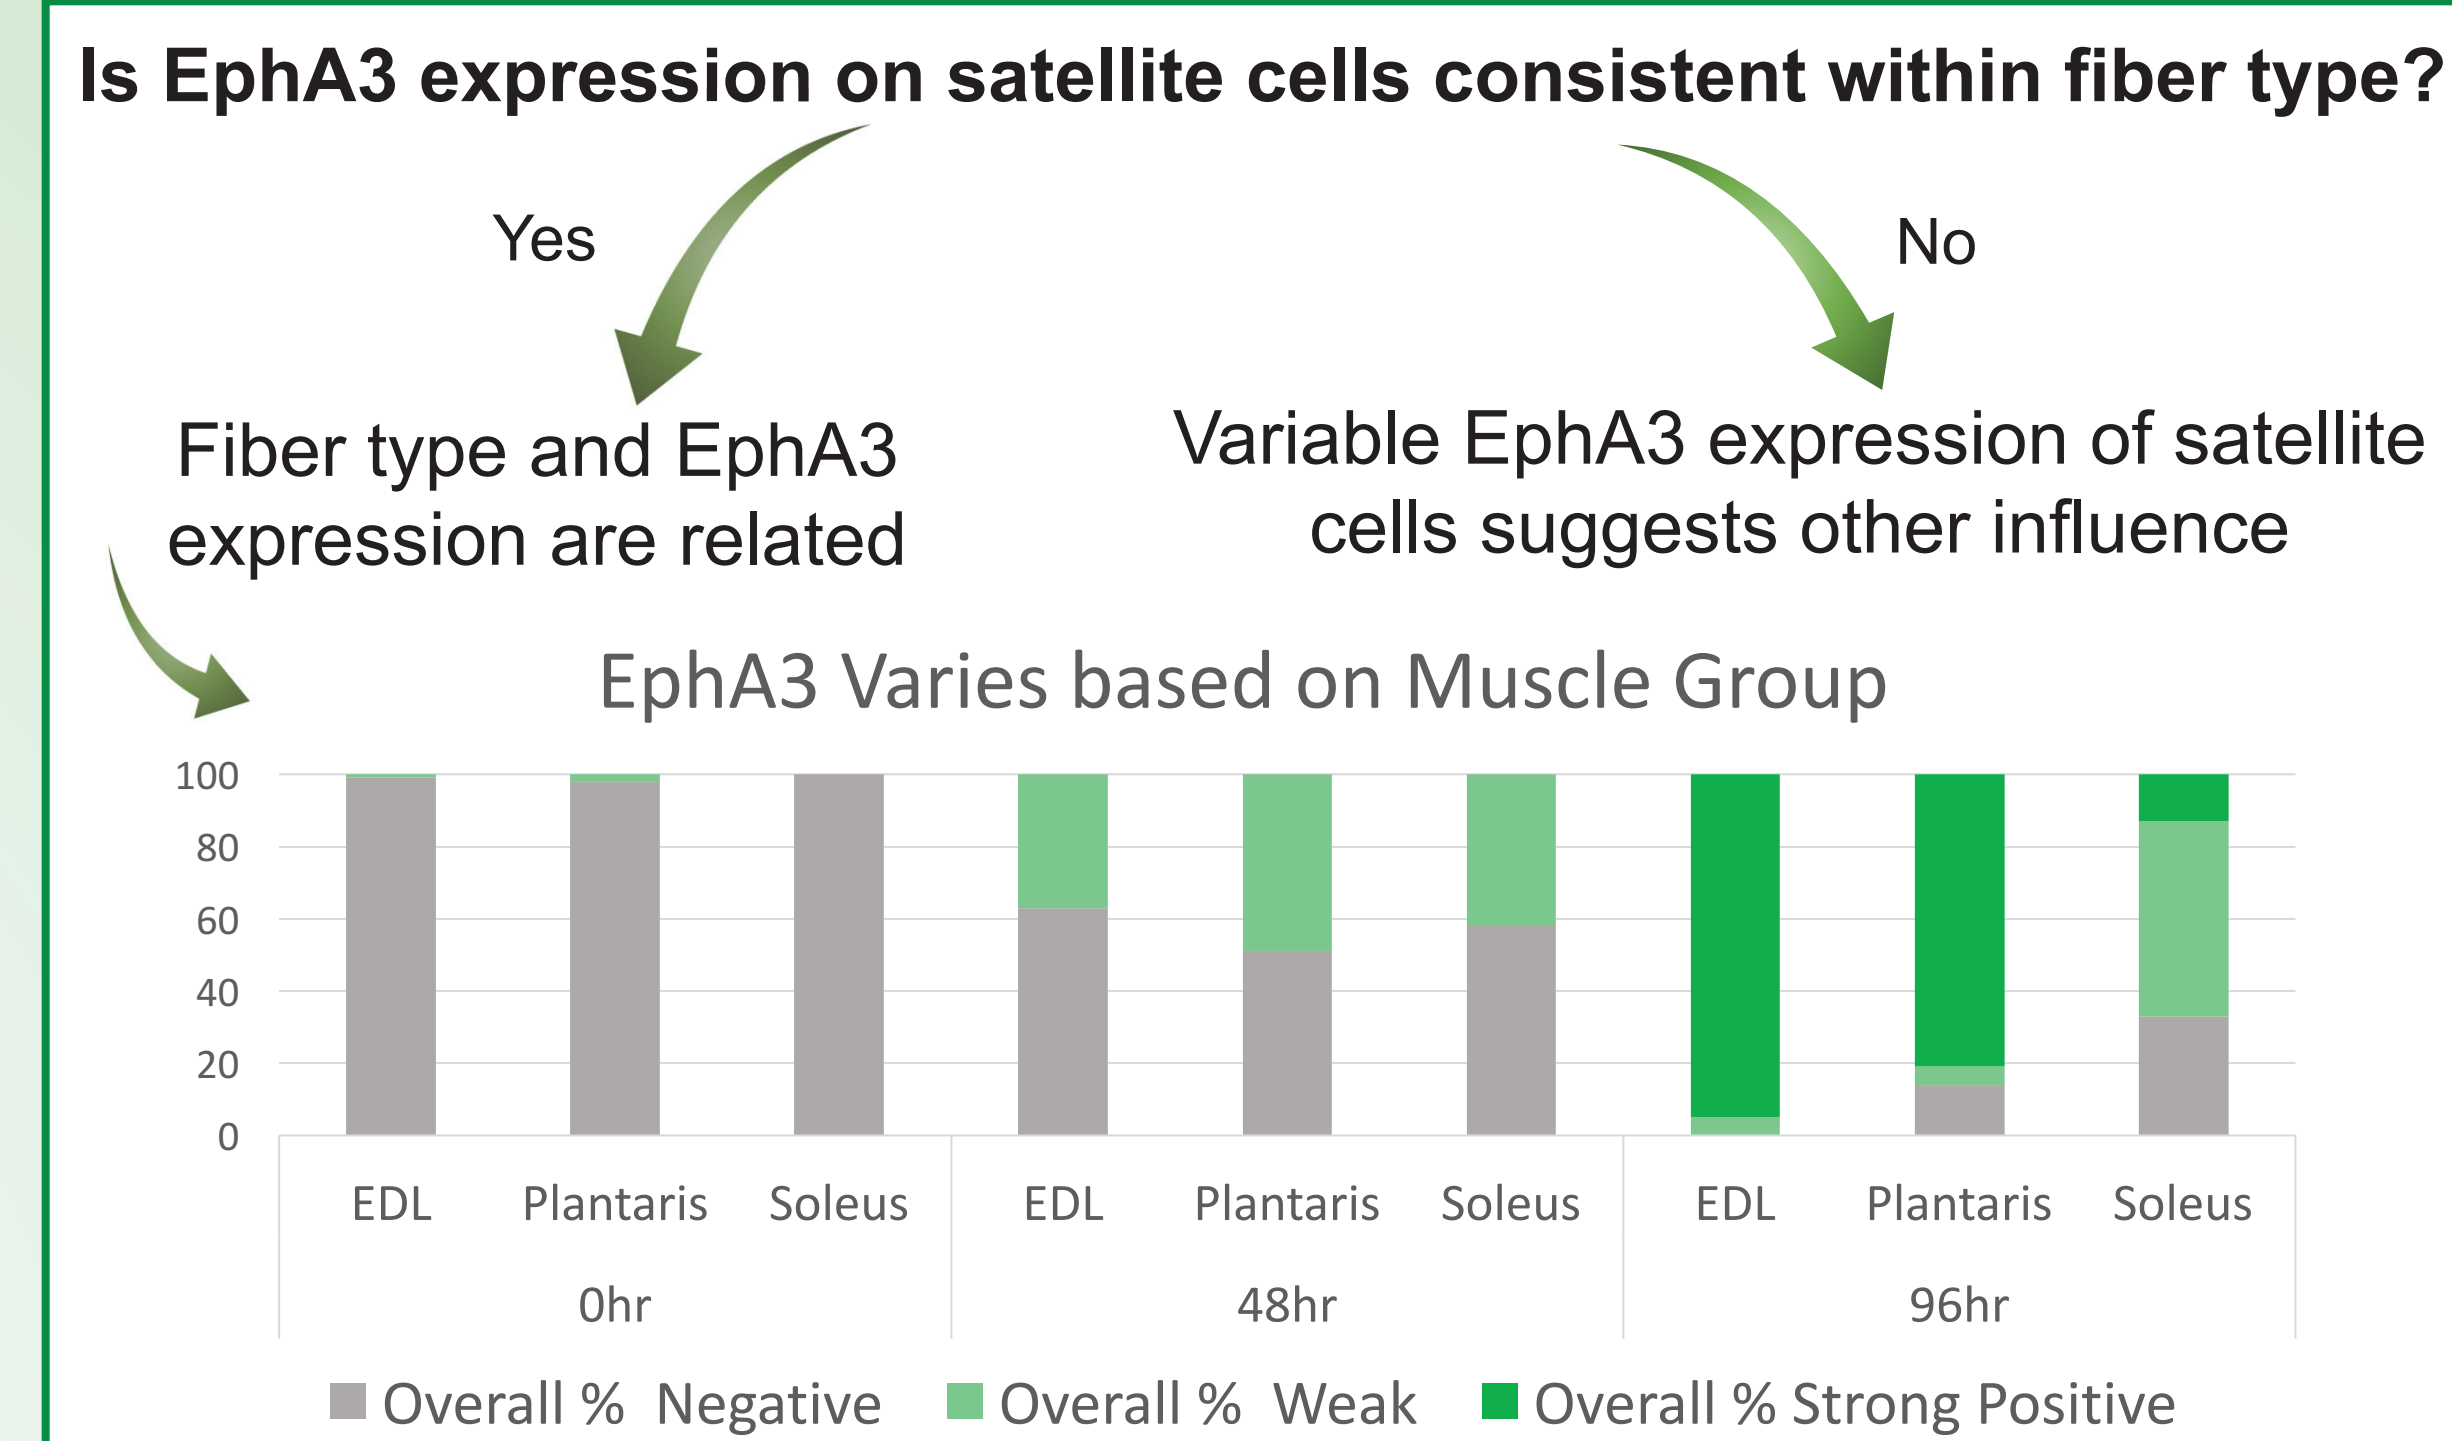 Is EphA3 expression on satellite cells consistent within fiber type?
Yes
No
Fiber type and EphA3
expression are related
Variable EphA3 expression of satellite
cells suggests other influence
EphA3 Varies based on Muscle Group
100
80
60
40
20
0
EDL Plantaris Soleus EDL Plantaris Soleus EDL Plantaris Soleus
0hr 48hr 96hr
Overall % Negative Overall % Weak Overall % Strong Positive